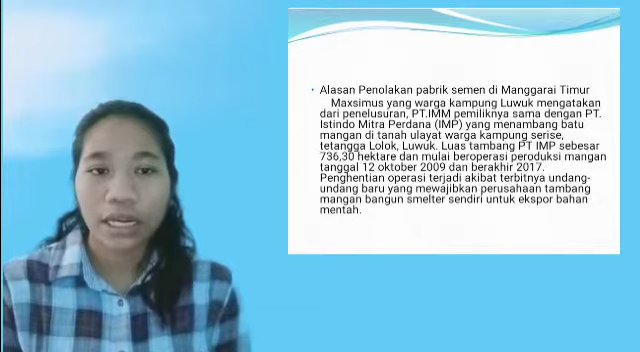 Alasan Penolakan pabrik semen di Manggarai Timur
Maxsimus yang warga kampung Luwuk mengatakan
dari penelusuran, PT.IMM pemiliknya sama dengan PT.
Istindo Mitra Perdana (IMP) yang menambang batu
mangan di tanah ulayat warga kampung serise,
tetangga Lolok, Luwuk. Luas tambang PT IMP sebesar
736,30 hektare dan mulai beroperasi peroduksi mangan
tanggal 12 oktober 2009 dan berakhir 2017.
Penghentian operasi terjadi akibat terbitnya undang-
undang baru yang mewajibkan perusahaan tambang
mangan bangun smelter sendiri untuk ekspor bahan
mentah.